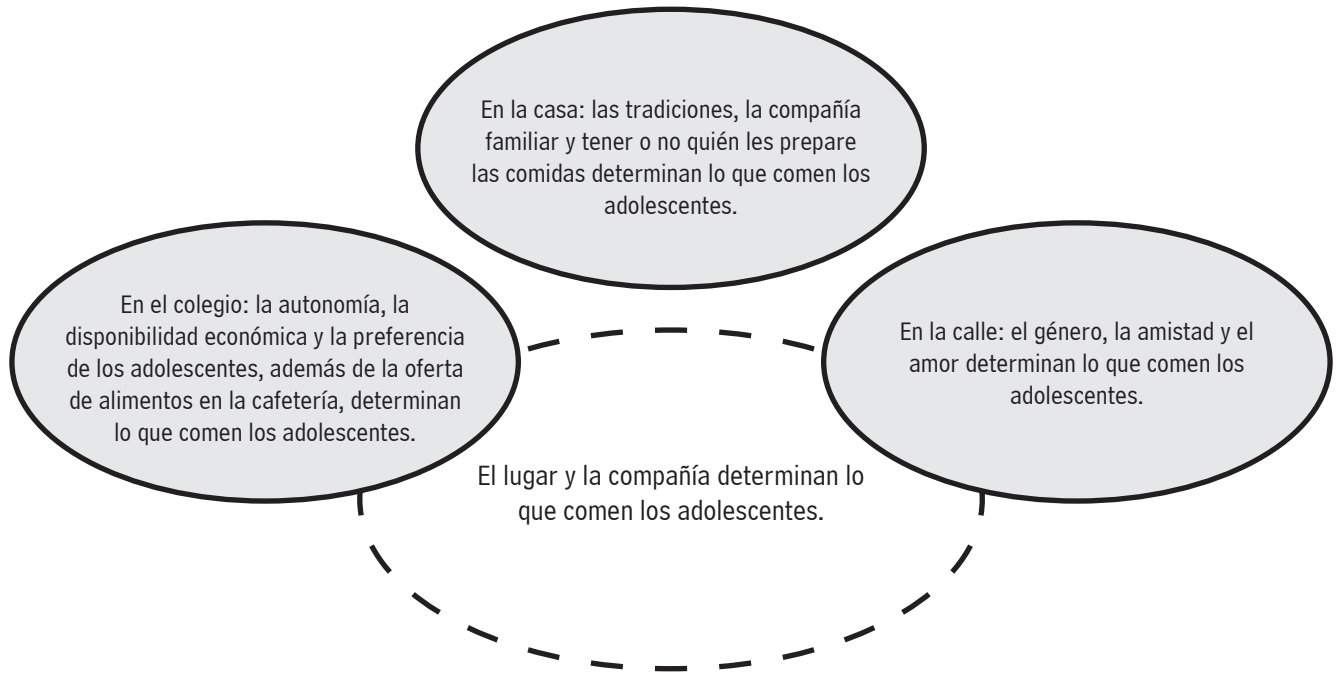 En la casa: las tradiciones, la compañía
familiar y tener o no quién les prepare
las comidas determinan lo que comen los
adolescentes.
En el colegio: la autonomía, la
disponibilidad económica y la preferencia
de los adolescentes, además de la oferta
de alimentos en la cafetería, determinan
lo que comen los adolescentes.
En la calle: el género, la amistad y el
amor determinan lo que comen los
adolescentes.
El lugar y la compañía determinan lo
que comen los adolescentes.